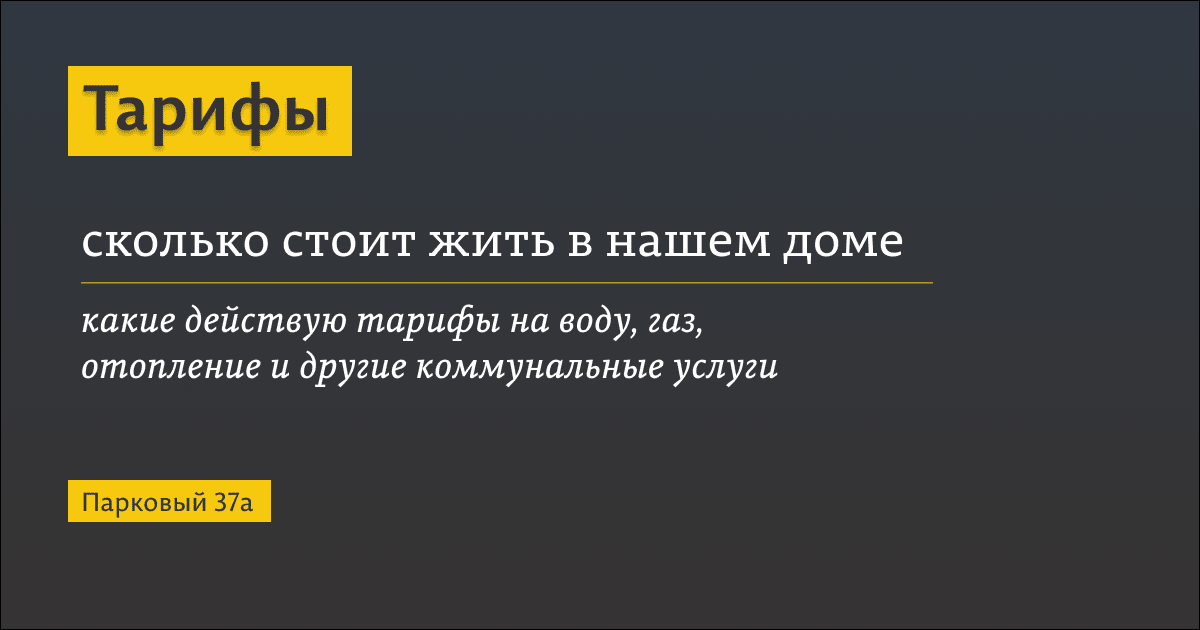 Тарифы
сколько стоит жить в нашем доме
какие действую тарифы на воду, газ,
отопление и другие коммунальные услуги
Парковый 37а